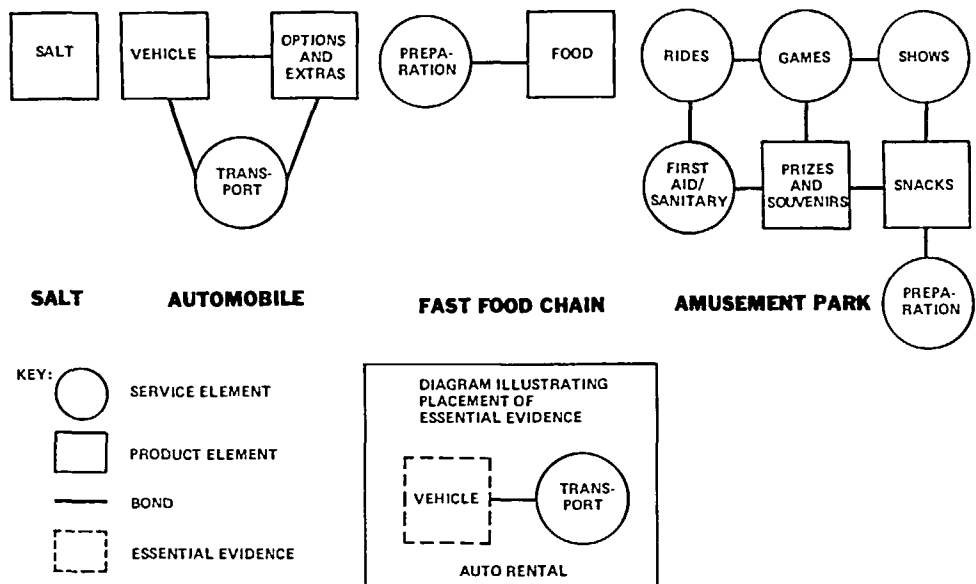 SALT
VEHICLE
OPTIONS
AND
EXTRAS
TRANS-
PORT
PREPA-
RATION
FOOD
RIDES
GAMES
SHOWS
FIRST
AID/
SANITARY
PRIZES
AND
SOUVENIRS
SNACKS
PREPA-
RATION
SALT
AUTOMOBILE
FAST FOOD CHAIN
AMUSEMENT PARK
KEY:
SERVICE ELEMENT
PRODUCT ELEMENT
BOND
ESSENTIAL EVIDENCE
DIAGRAM ILLUSTRATING
PLACEMENT OF
ESSENTIAL EVIDENCE
VEHICLE
TRANS-
PORT
AUTO RENTAL